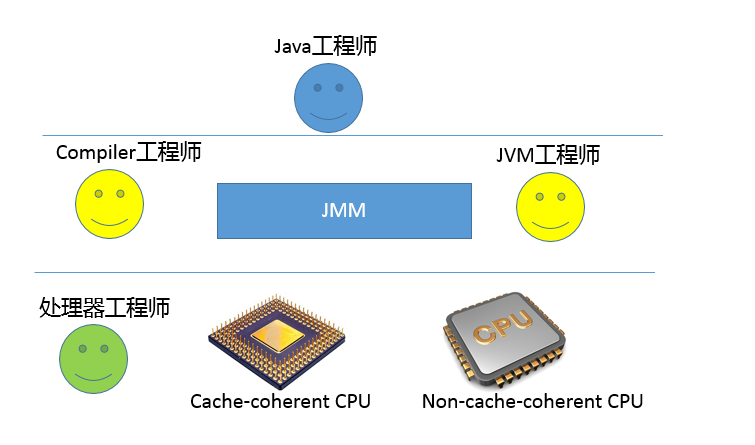 Java工程师
Compiler工程师
JVM工程师
JMM
处理器工程师
CPU
Cache-coherent CPU
Non-cache-coherent CPU